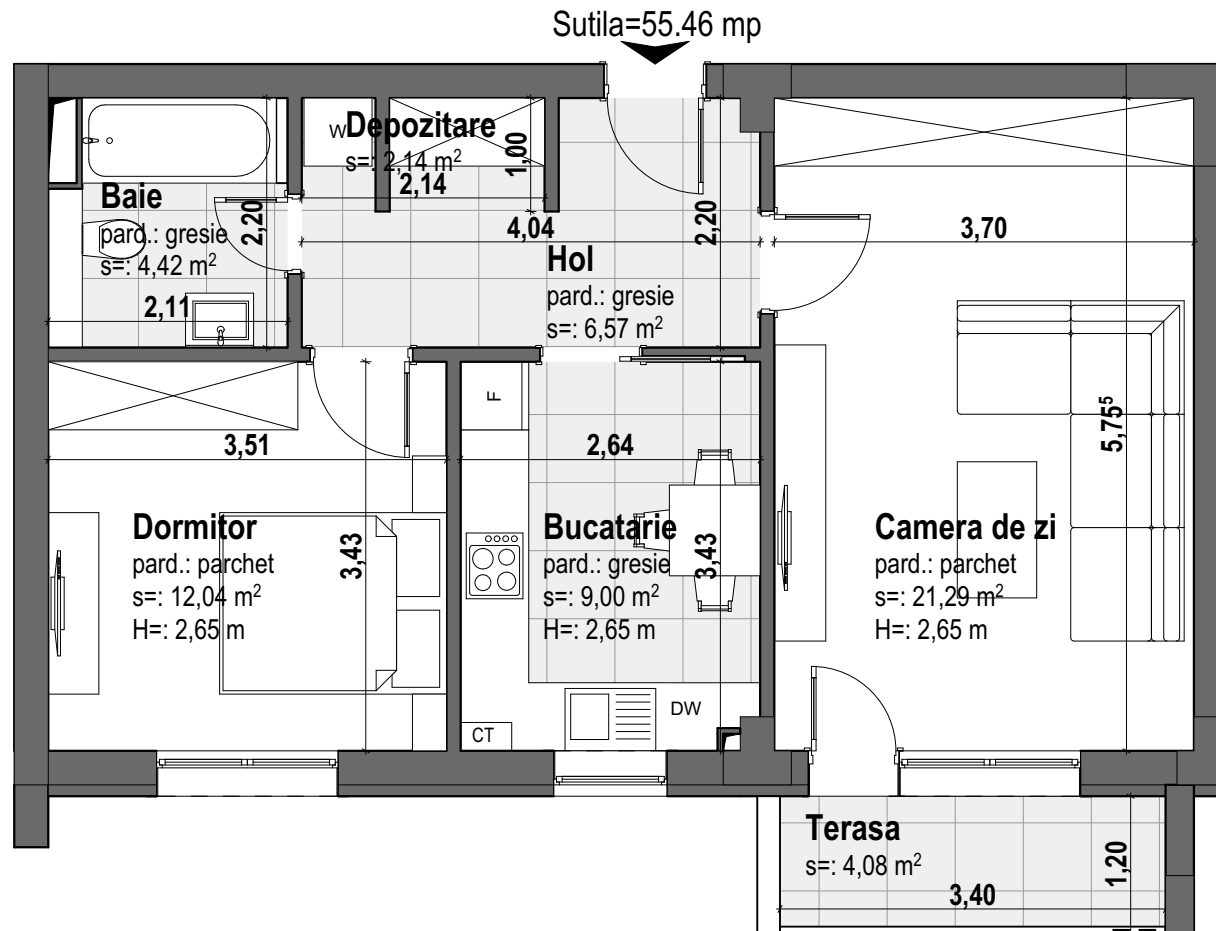 Sutila=55.46 mp
W
Depozitare
s=: 2,14 m²
1,00
2,14
Baie
pard.: gresie
s=: 4,42 m²
2,20
2,11
4,04
2,20
Hol
pard.: gresie
s=: 6,57 m²
3,70
5,75⁵
F
3,51
2,64
Dormitor
pard.: parchet
s=: 12,04 m²
H=: 2,65 m
3,43
Bucatarie
pard.: gresie
s=: 9,00 m²
H=: 2,65 m
3,43
Camera de zi
pard.: parchet
s=: 21,29 m²
H=: 2,65 m
DW
CT
Terasa
s=: 4,08 m²
1,20
3,40